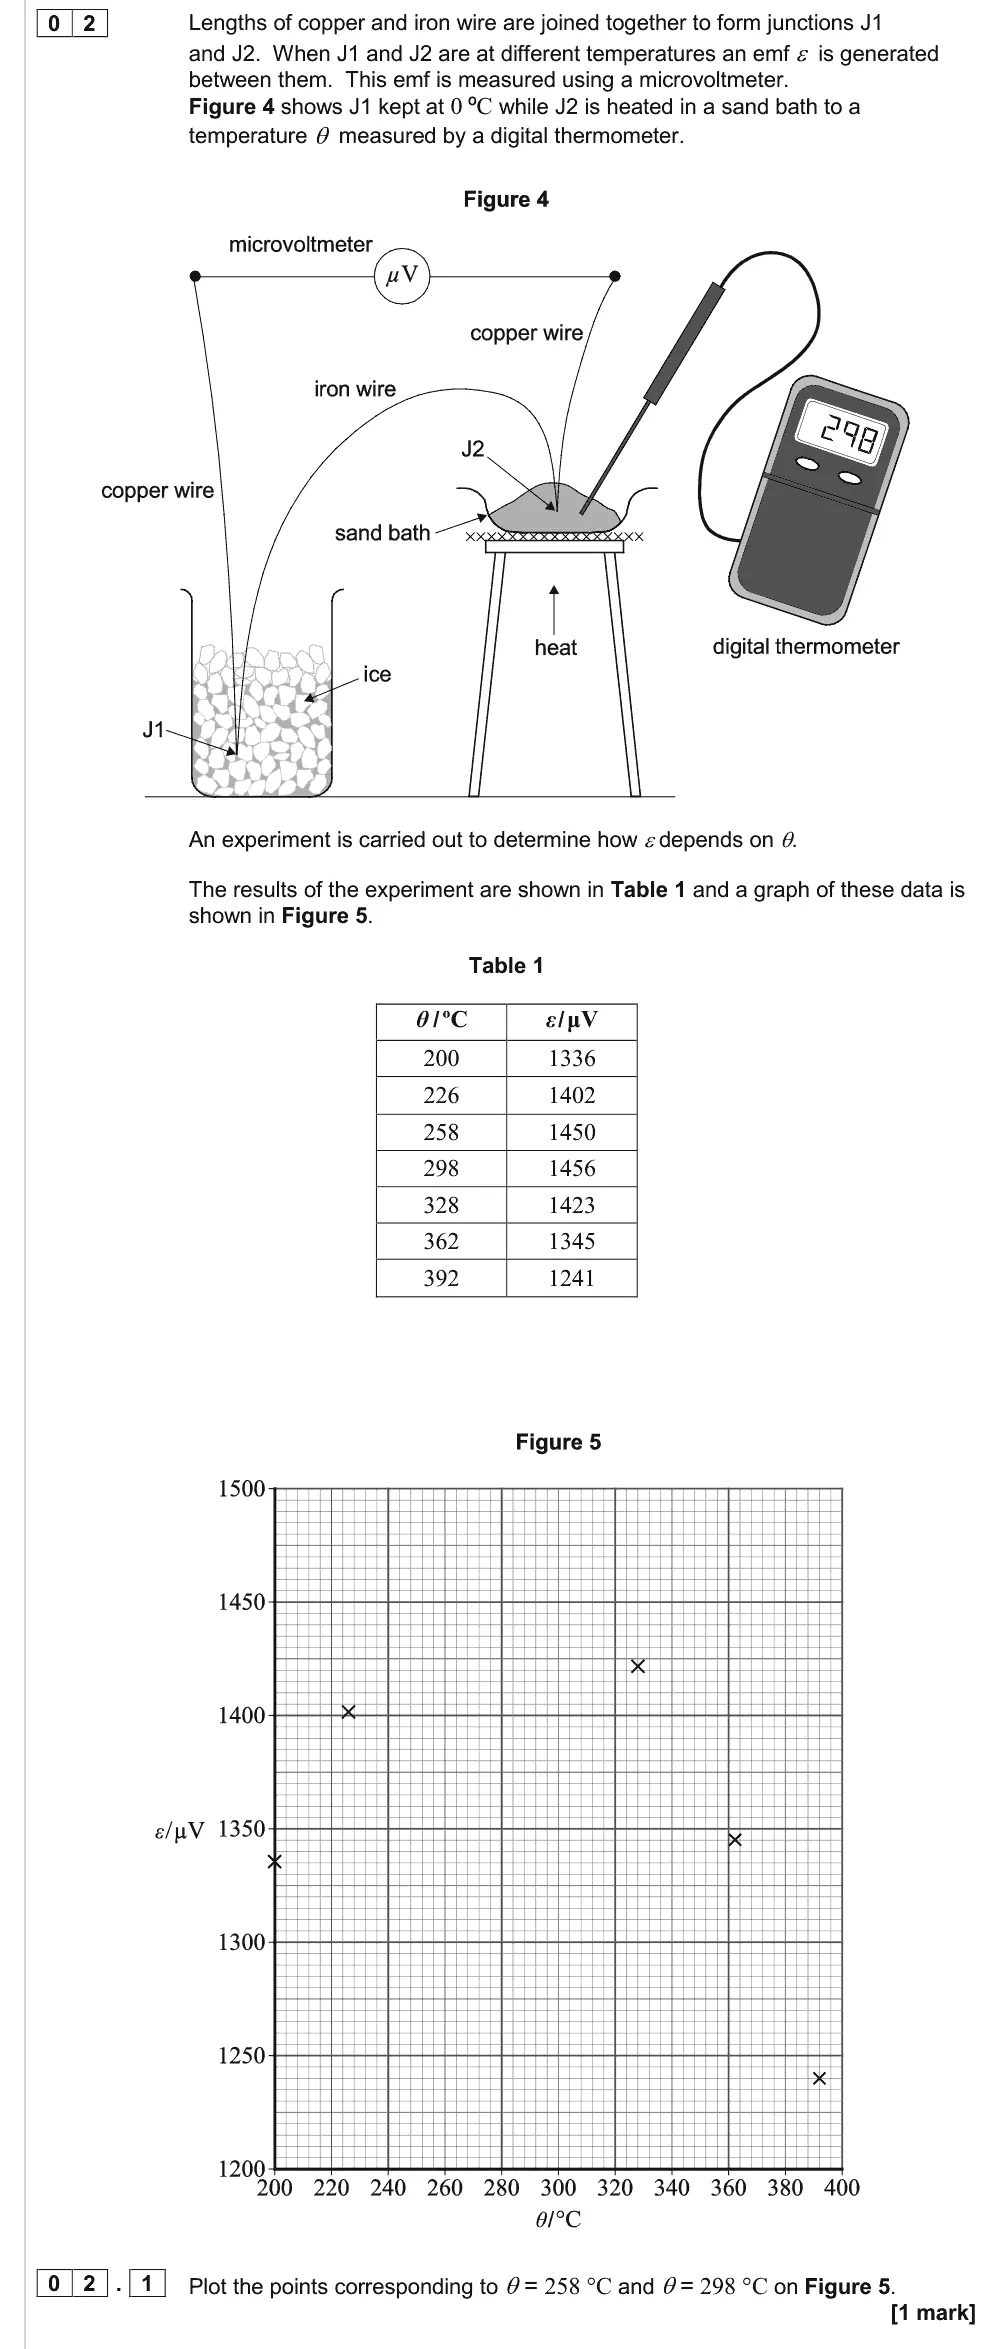 0 2 Lengths of copper and iron wire are joined together to form junctions J1
and J2. When J1 and J2 are at different temperatures an emf ε is generated
between them. This emf is measured using a microvoltmeter.
Figure 4 shows J1 kept at 0 ºC while J2 is heated in a sand bath to a
temperature θ measured by a digital thermometer.
Figure 4
microvoltmeter
µV
copper wire
iron wire
298
J2
copper wire
sand bath
heat
digital thermometer
ice
J1
An experiment is carried out to determine how ε depends on θ.
The results of the experiment are shown in Table 1 and a graph of these data is
shown in Figure 5.
Table 1
θ / ºC ε / µV
200 1336
226 1402
258 1450
298 1456
328 1423
362 1345
392 1241
Figure 5
1500
1450
1400
ε/µV 1350
1300
1250
1200
200 220 240 260 280 300 320 340 360 380 400
θ/°C
0 2 . 1 Plot the points corresponding to θ = 258 °C and θ = 298 °C on Figure 5.
[1 mark]